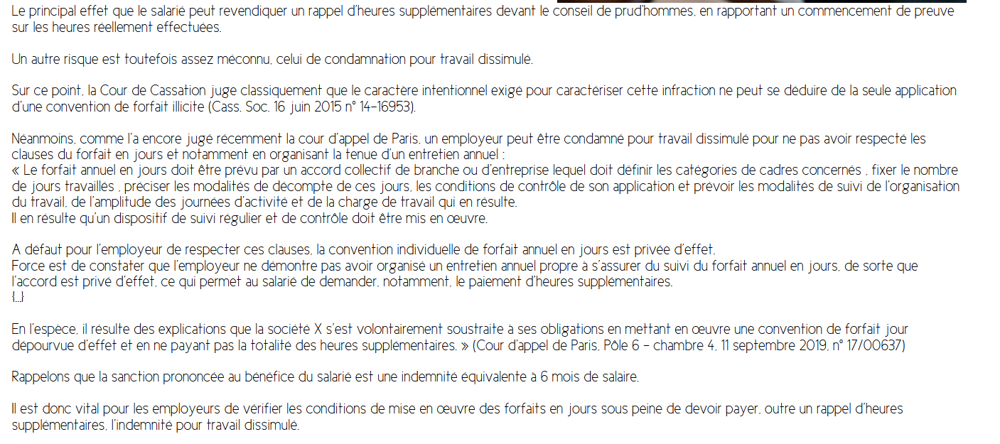 Le principal effet que le salarié peut revendiquer un rappel d'heures supplémentaires devant le conseil de prud'hommes, en rapportant un commencement de preuve
sur les heures réellement effectuées.
Un autre risque est toutefois assez méconnu, celui de condamnation pour travail dissimulé.
Sur ce point, la Cour de Cassation juge classiquement que le caractère intentionnel exigé pour caractériser cette infraction ne peut se déduire de la seule application
d'une convention de forfait illicite (Cass. Soc. 16 juin 2015 n° 14-16953).
Néanmoins, comme l'a encore jugé récemment la cour d'appel de Paris, un employeur peut être condamné pour travail dissimulé pour ne pas avoir respecté les
clauses du forfait en jours et notamment en organisant la tenue d'un entretien annuel :
« Le forfait annuel en jours doit être prévu par un accord collectif de branche ou d'entreprise lequel doit définir les catégories de cadres concernés , fixer le nombre
de jours travaillés , préciser les modalités de décompte de ces jours, les conditions de contrôle de son application et prévoir les modalités de suivi de l'organisation
du travail, de l'amplitude des journées d'activité et de la charge de travail qui en résulte.
Il en résulte qu'un dispositif de suivi régulier et de contrôle doit être mis en œuvre.
A défaut pour l'employeur de respecter ces clauses, la convention individuelle de forfait annuel en jours est privée d'effet.
Force est de constater que l'employeur ne démontre pas avoir organisé un entretien annuel propre à s'assurer du suivi du forfait annuel en jours, de sorte que
l'accord est privé d'effet, ce qui permet au salarié de demander, notamment, le paiement d'heures supplémentaires.
{...}
En l'espèce, il résulte des explications que la société X s'est volontairement soustraite à ses obligations en mettant en œuvre une convention de forfait jour
dépourvue d'effet et en ne payant pas la totalité des heures supplémentaires. » (Cour d'appel de Paris, Pôle 6 – chambre 4, 11 septembre 2019, n° 17/00637)
Rappelons que la sanction prononcée au bénéfice du salarié est une indemnité équivalente à 6 mois de salaire.
Il est donc vital pour les employeurs de vérifier les conditions de mise en œuvre des forfaits en jours sous peine de devoir payer, outre un rappel d'heures
supplémentaires, l'indemnité pour travail dissimulé.